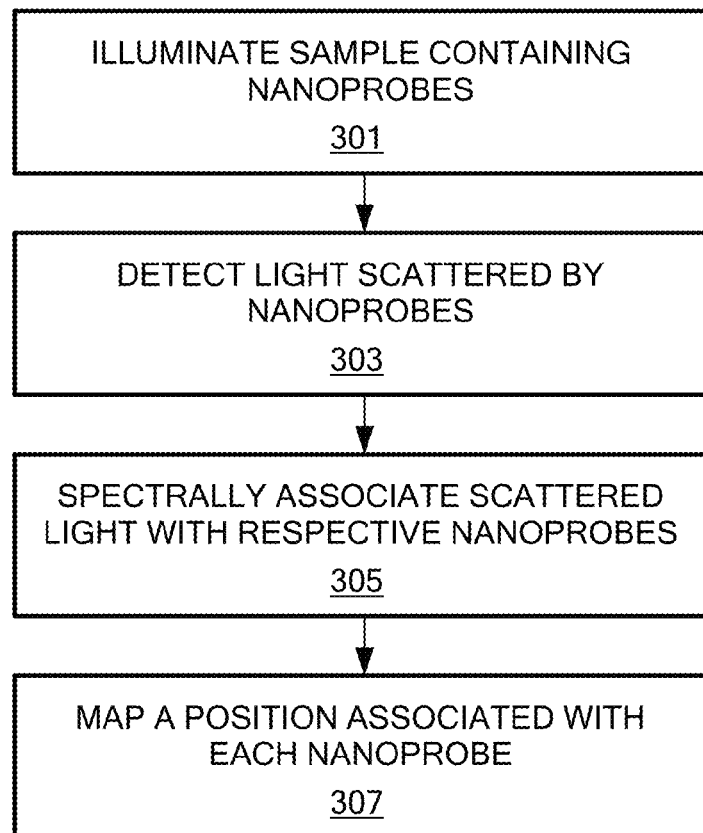 ILLUMINATE SAMPLE CONTAINING
NANOPROBES
301
DETECT LIGHT SCATTERED BY
NANOPROBES
303
SPECTRALLY ASSOCIATE SCATTERED
LIGHT WITH RESPECTIVE NANOPROBES
305
MAP A POSITION ASSOCIATED WITH
EACH NANOPROBE
307